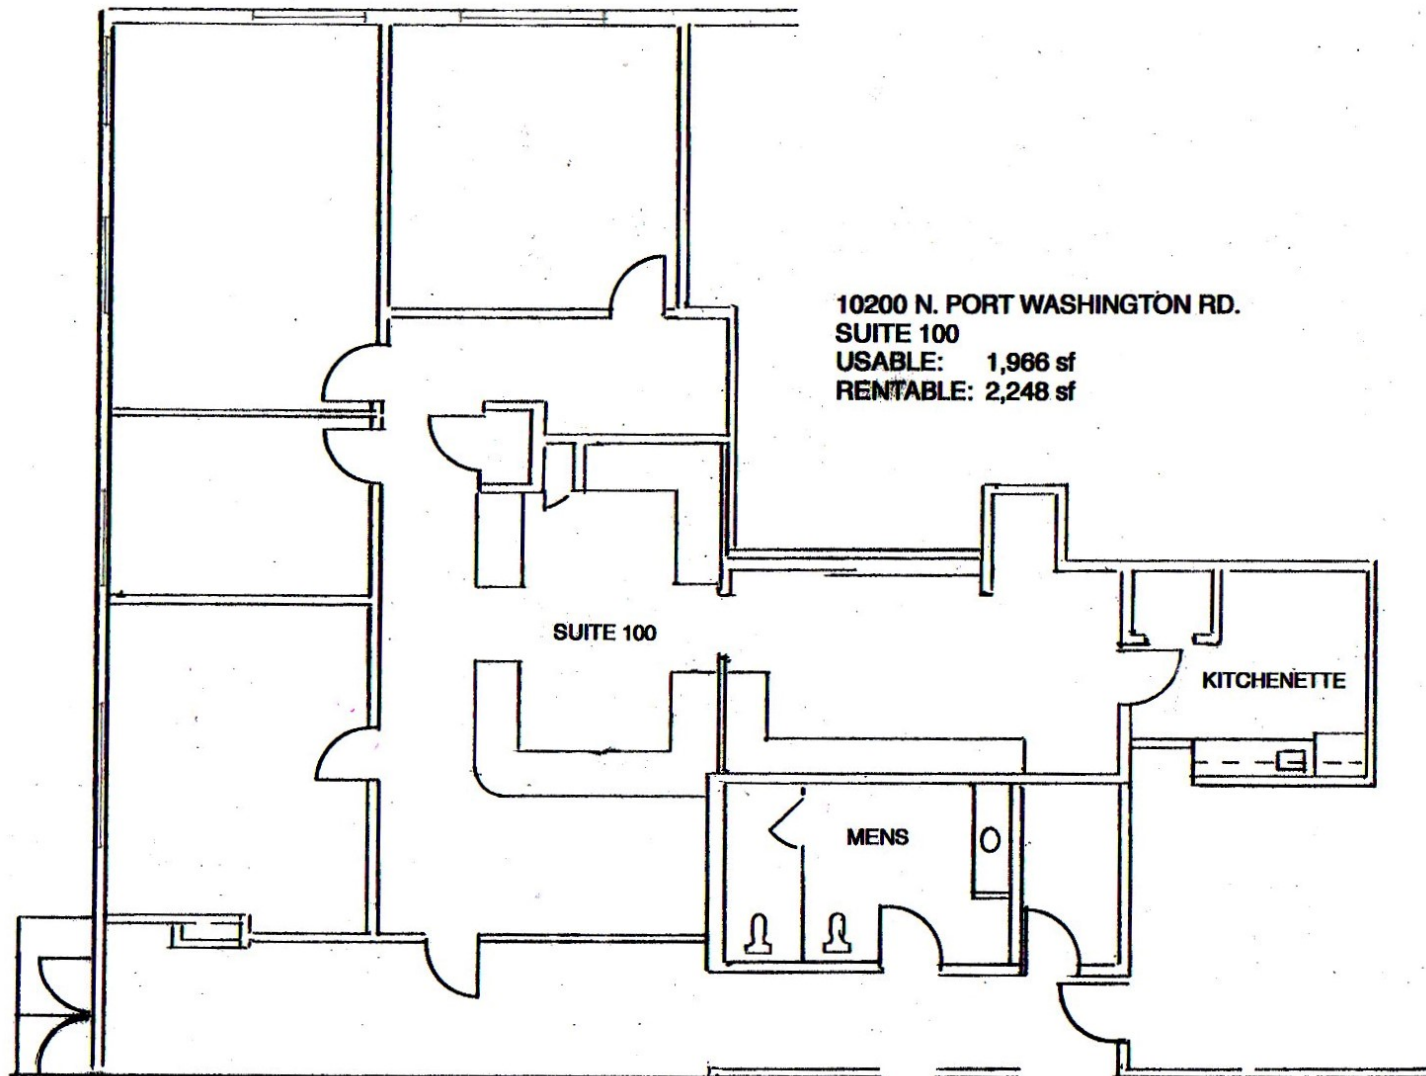 10200 N. PORT WASHINGTON RD.
SUITE 100
USABLE: 1,966 sf
RENTABLE: 2,248 sf
SUITE 100
KITCHENETTE
MENS